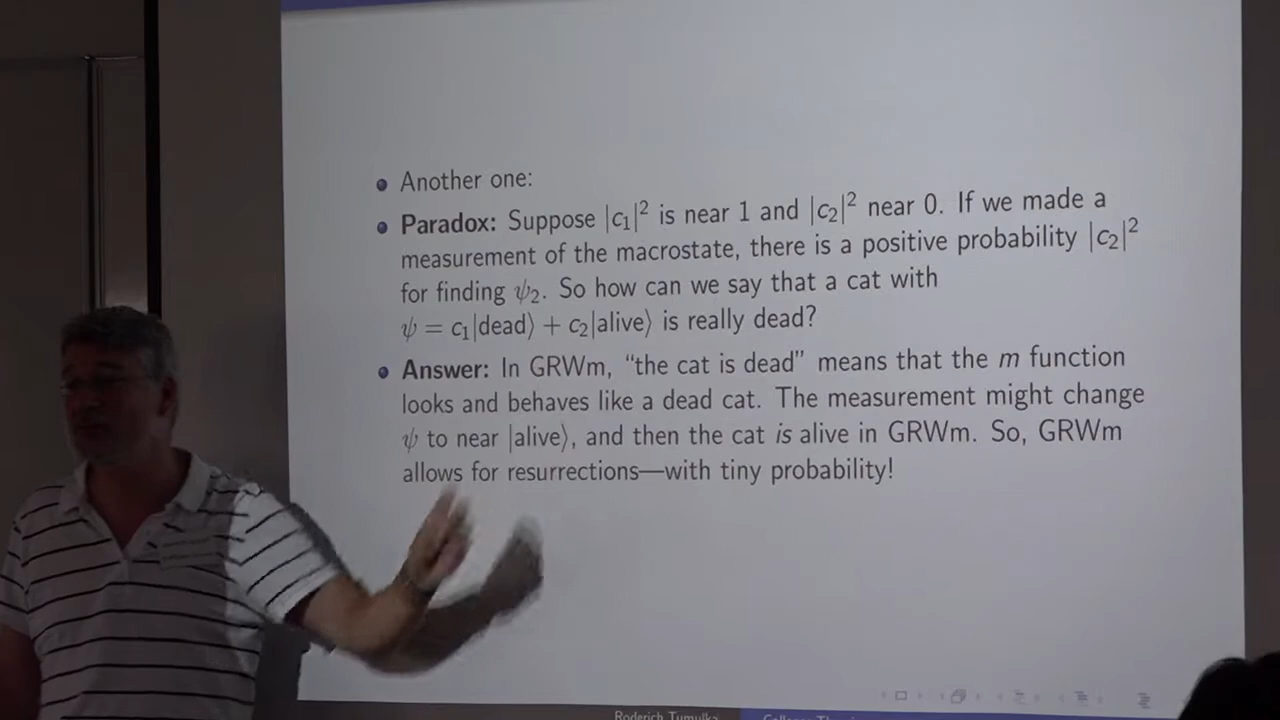 Another one:
Paradox: Suppose |c₁|² is near 1 and |c₂|² near 0. If we made a
measurement of the macrostate, there is a positive probability |c₂|²
for finding ψ₂. So how can we say that a cat with
ψ = c₁|dead⟩ + c₂|alive⟩ is really dead?
Answer: In GRWm, “the cat is dead” means that the m function
looks and behaves like a dead cat. The measurement might change
ψ to near |alive⟩, and then the cat is alive in GRWm. So, GRWm
allows for resurrections—with tiny probability!
Roderich Tumulka